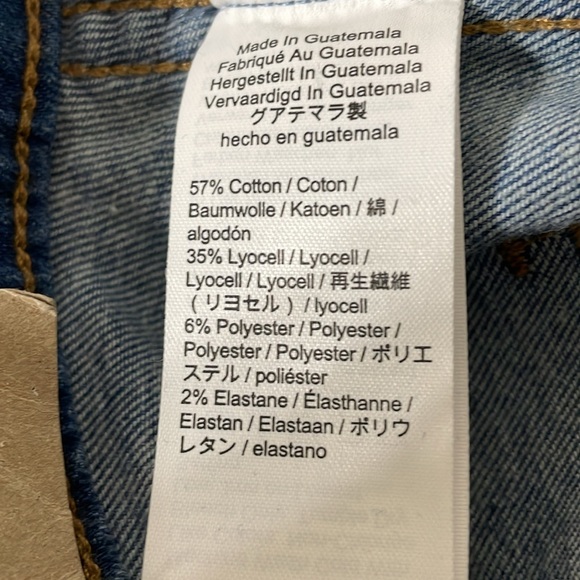 Made In Guatemala
Fabriqué Au Guatemala
Hergestellt In Guatemala
Vervaardigd In Guatemala
グアテマラ製
hecho en guatemala
57% Cotton / Coton /
Baumwolle / Katoen / 綿 /
algodón
35% Lyocell / Lyocell /
Lyocell / Lyocell / 再生繊維
( リヨセル ) / lyocell
6% Polyester / Polyester /
Polyester / Polyester / ポリエ
ステル / poliéster
2% Elastane / Élasthanne /
Elastan / Elastaan / ポリウ
レタン / elastano